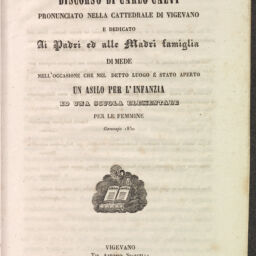 DISCORSO DI CARLO
PRONUNCIATO NELLA CATTEDRALE DI VIGEVANO
E DEDICATO
Ai Padri ed alle Madri famiglia
DI MEDE
NELL'OCCASIONE CHE NEL DETTO LUOGO È STATO APERTO
UN ASILO PER L'INFANZIA
ED UNA SCUOLA ELEMENTARE
PER LE FEMMINE
Gennajo
VIGEVANO